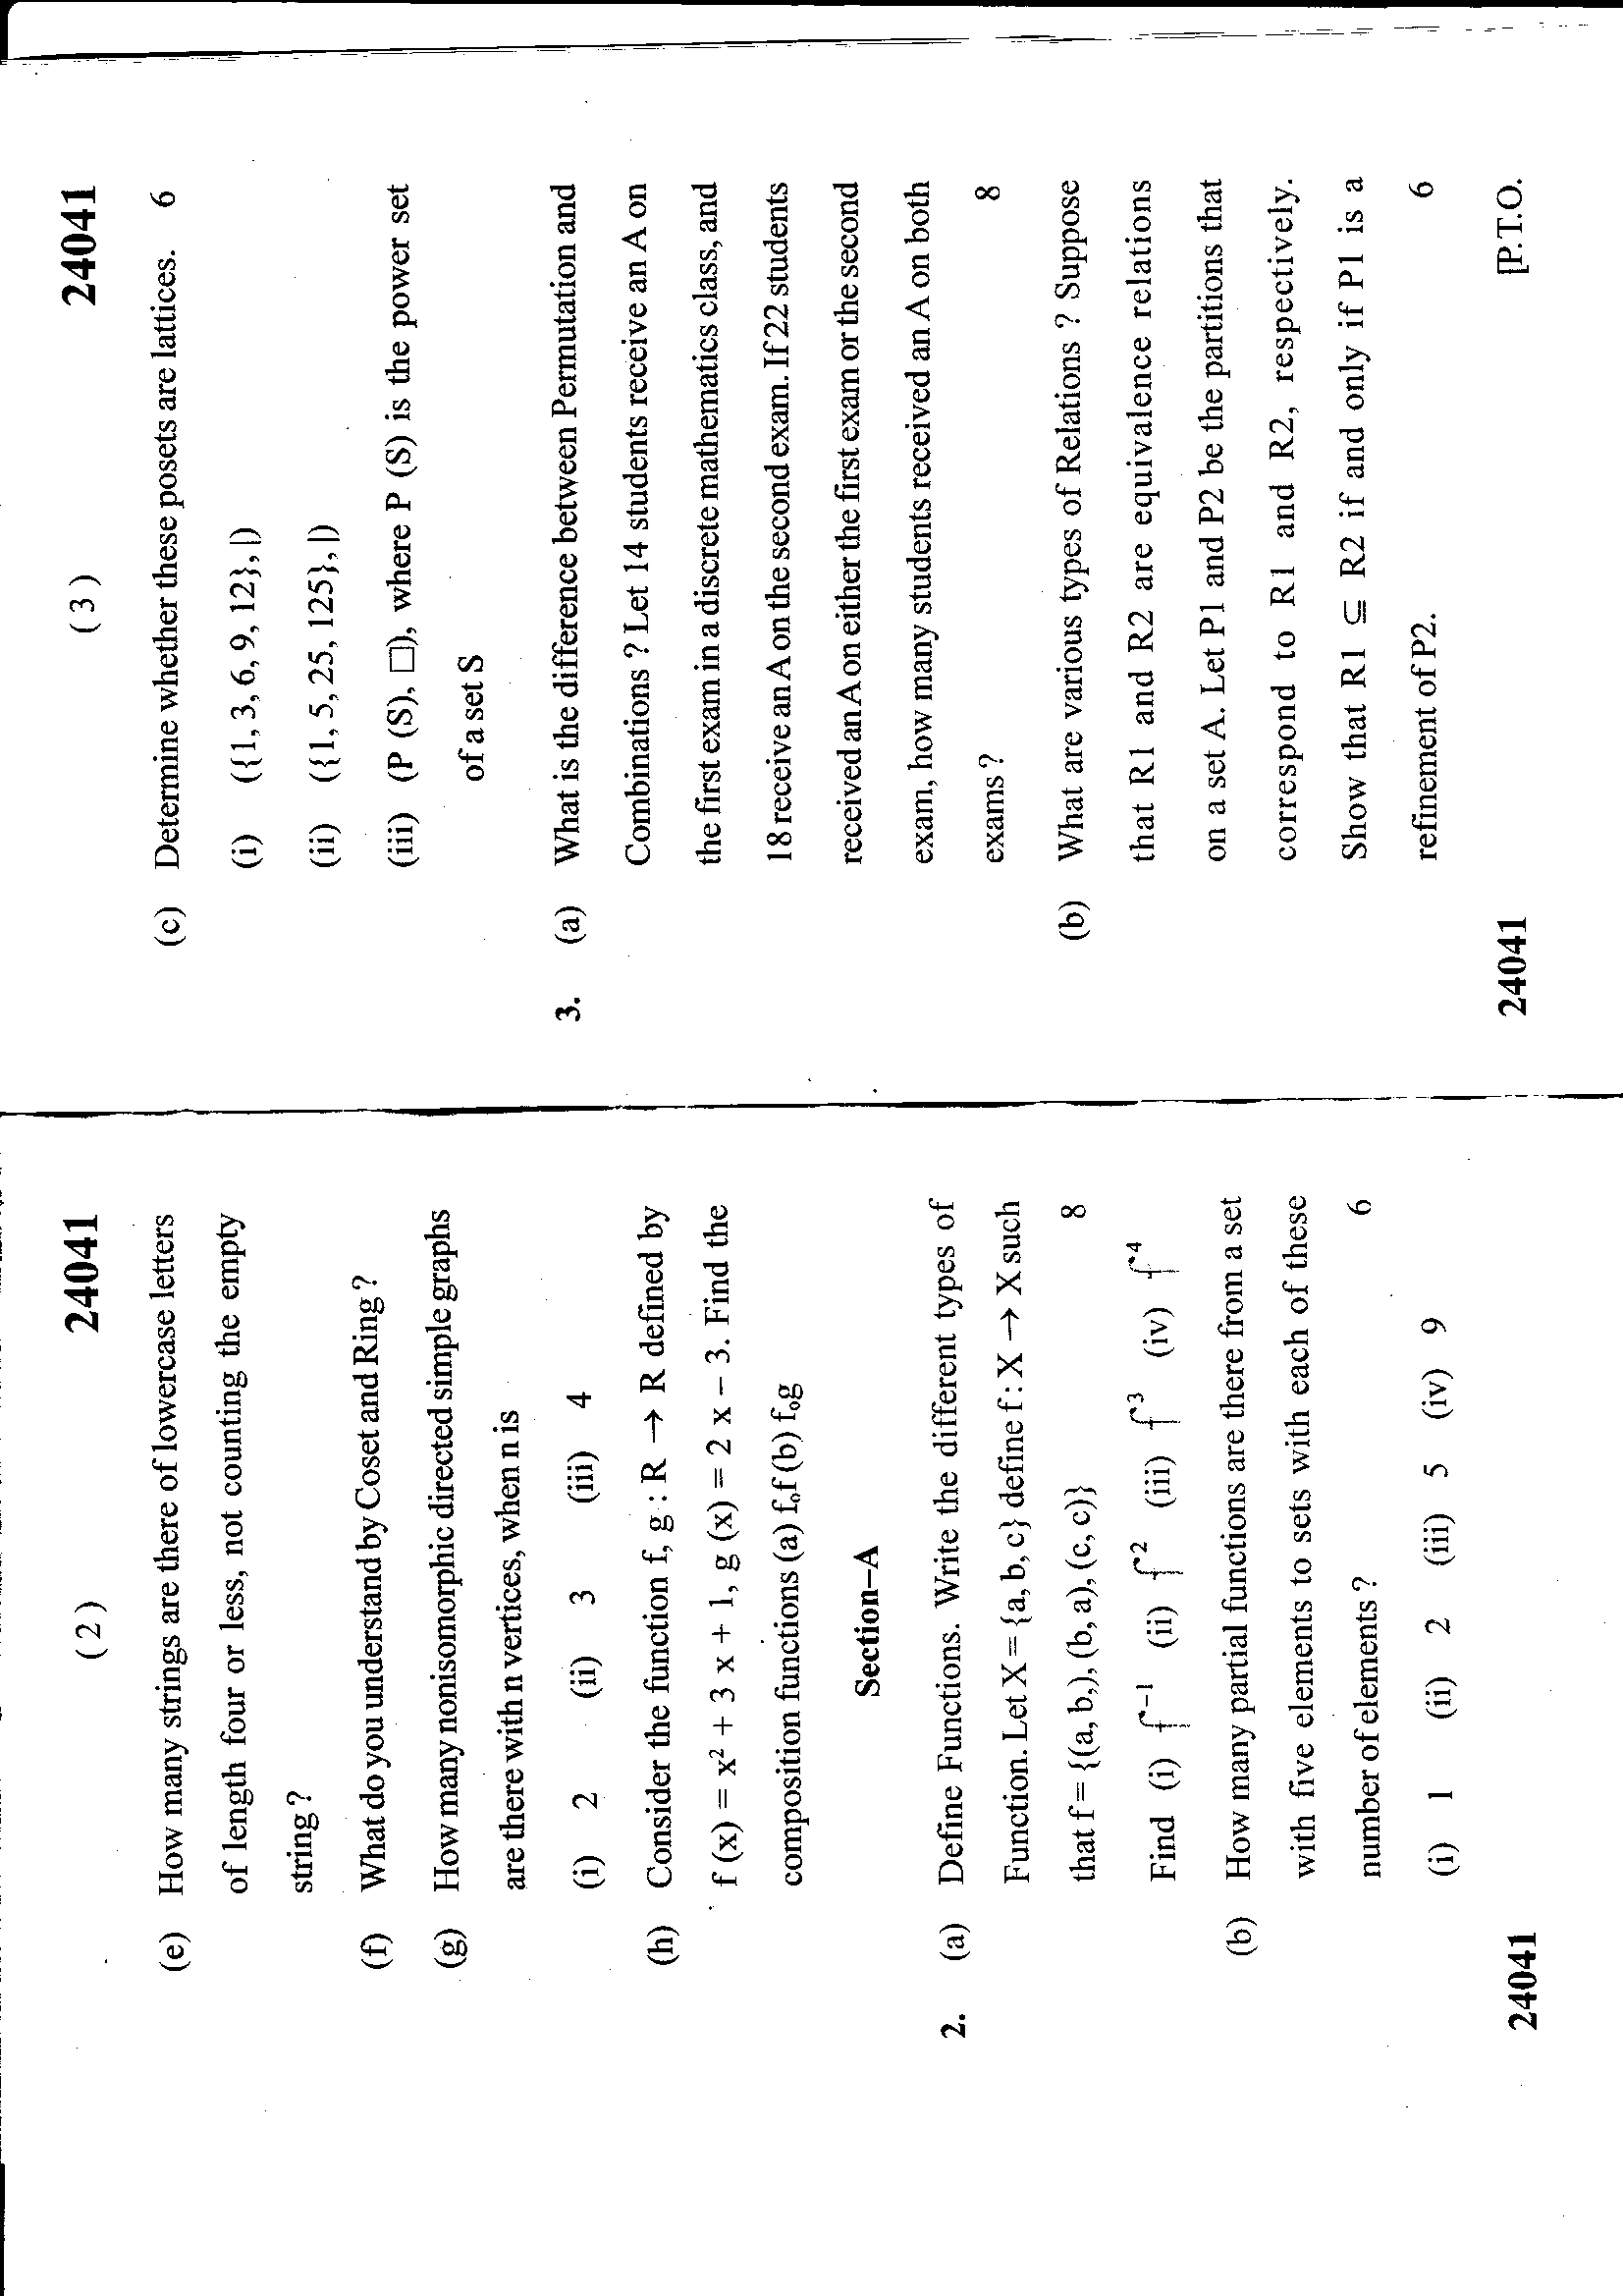 ( 2 ) 24041
(e) How many strings are there of lowercase letters
of length four or less, not counting the empty
string ?
(f) What do you understand by Coset and Ring ?
(g) How many nonisomorphic directed simple graphs
are there with n vertices, when n is
(i) 2 (ii) 3 (iii) 4
(h) Consider the function f, g : R → R defined by
f (x) = x² + 3 x + 1, g (x) = 2 x – 3. Find the
composition functions (a) fₒf (b) fₒg
Section–A
2. (a) Define Functions. Write the different types of
Function. Let X = {a, b, c} define f : X → X such
that f = {(a, b,), (b, a), (c, c)} 8
Find (i) f⁻¹ (ii) f² (iii) f³ (iv) f⁴
(b) How many partial functions are there from a set
with five elements to sets with each of these
number of elements ? 6
(i) 1 (ii) 2 (iii) 5 (iv) 9
24041
( 3 ) 24041
(c) Determine whether these posets are lattices. 6
(i) ({1, 3, 6, 9, 12}, |)
(ii) ({1, 5, 25, 125}, |)
(iii) (P (S), □), where P (S) is the power set
of a set S
3. (a) What is the difference between Permutation and
Combinations ? Let 14 students receive an A on
the first exam in a discrete mathematics class, and
18 receive an A on the second exam. If 22 students
received an A on either the first exam or the second
exam, how many students received an A on both
exams ? 8
(b) What are various types of Relations ? Suppose
that R1 and R2 are equivalence relations
on a set A. Let P1 and P2 be the partitions that
correspond to R1 and R2, respectively.
Show that R1 ⊆ R2 if and only if P1 is a
refinement of P2. 6
24041 [P.T.O.